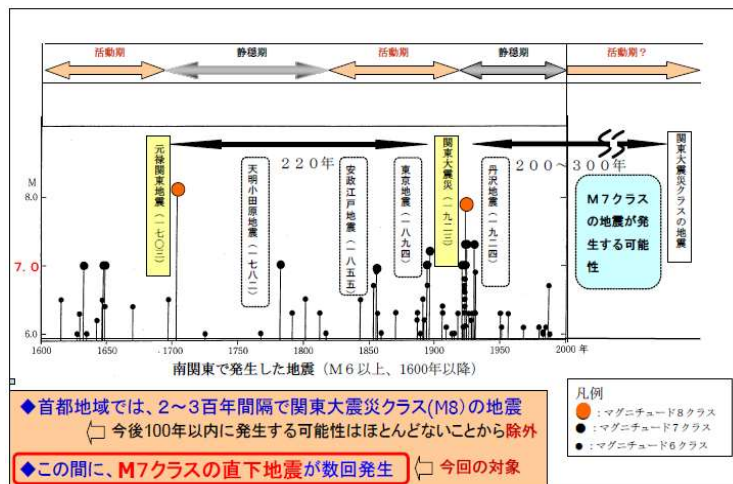 活動期 静穏期 活動期 静穏期 活動期？
M
8.0
7.0
6.0
元禄関東地震（一七〇三）
220年
天明小田原地震（一七八二）
安政江戸地震（一八五五）
東京地震（一八九四）
関東大震災（一九二三）
丹沢地震（一九二四）
200～300年
M７クラス
の地震が発
生する可能
性
関東大震災クラスの地震
1600 1650 1700 1750 1800 1850 1900 1950 2000 年
南関東で発生した地震（M６以上、1600年以降）
◆首都地域では、２～３百年間隔で関東大震災クラス(M8)の地震
今後100年以内に発生する可能性はほとんどないことから除外
◆この間に、M7クラスの直下地震が数回発生
今回の対象
凡例
：マグニチュード８クラス
：マグニチュード７クラス
：マグニチュード６クラス